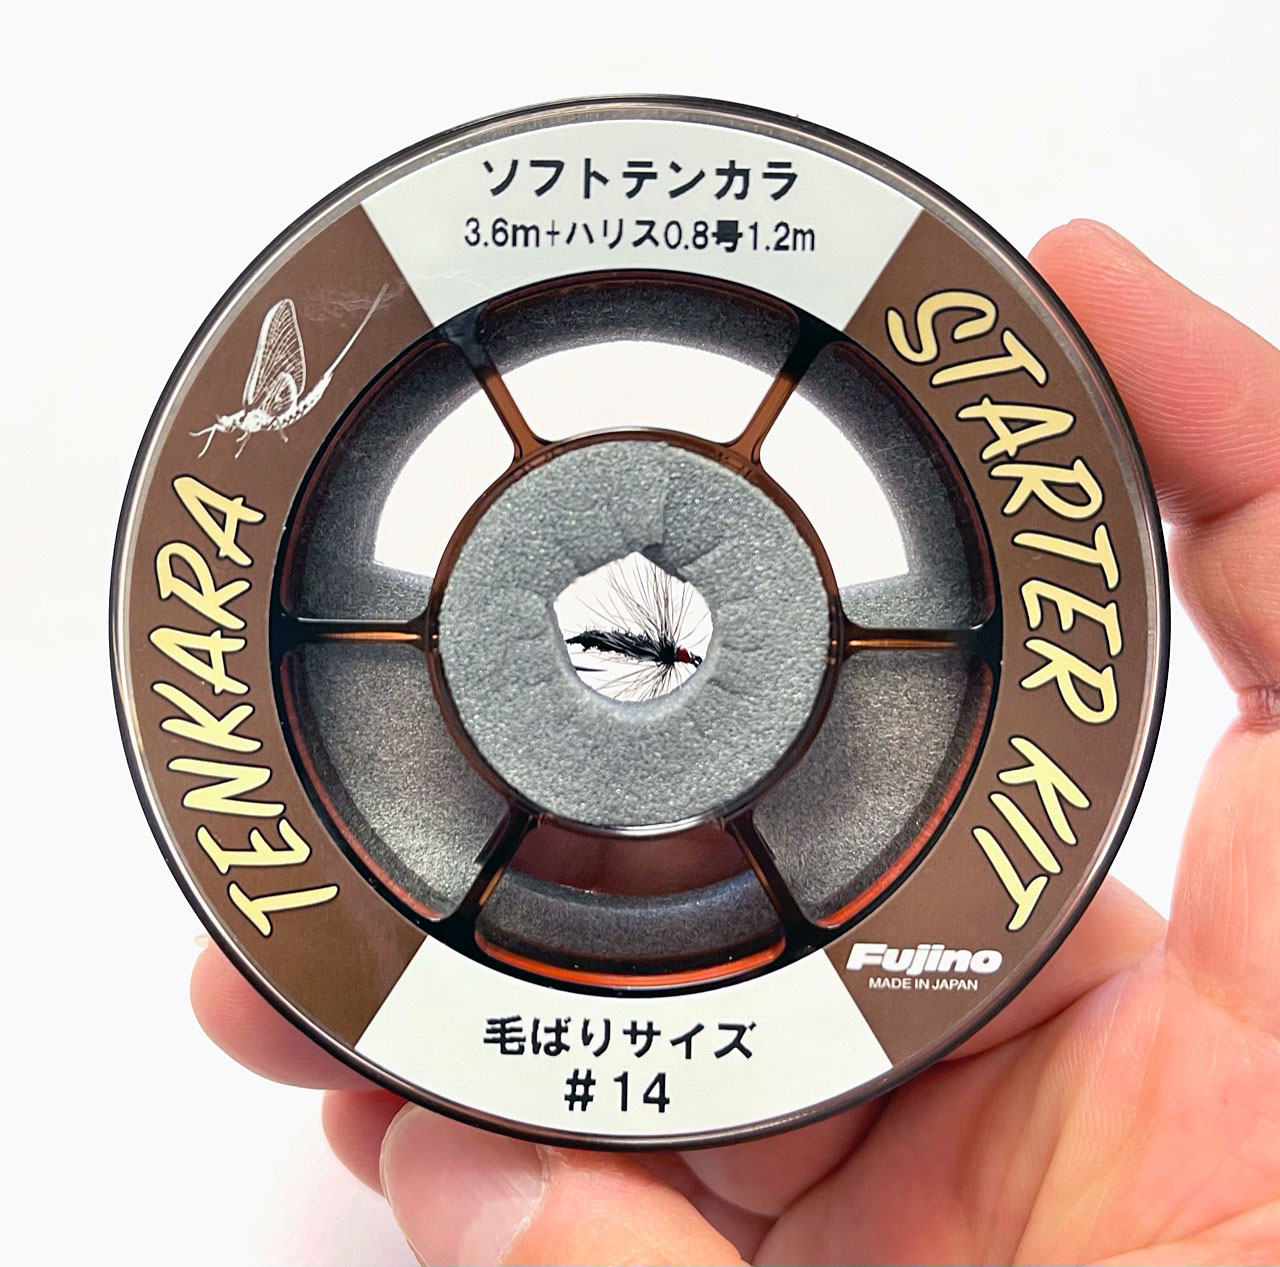 ソフトテンカラ
3.6m+ハリス0.8号1.2m
TENKARA
STARTER KIT
Fujino
MADE IN JAPAN
毛ばりサイズ
#14